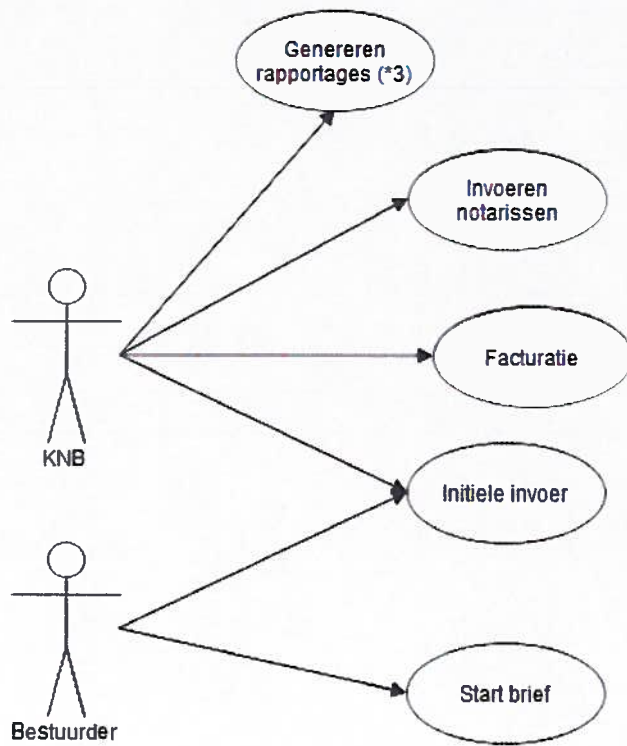 Genereren
rapportages (*3)
Invoeren
notarissen
Facturatie
KNB
Initiele invoer
Start brief
Bestuurder